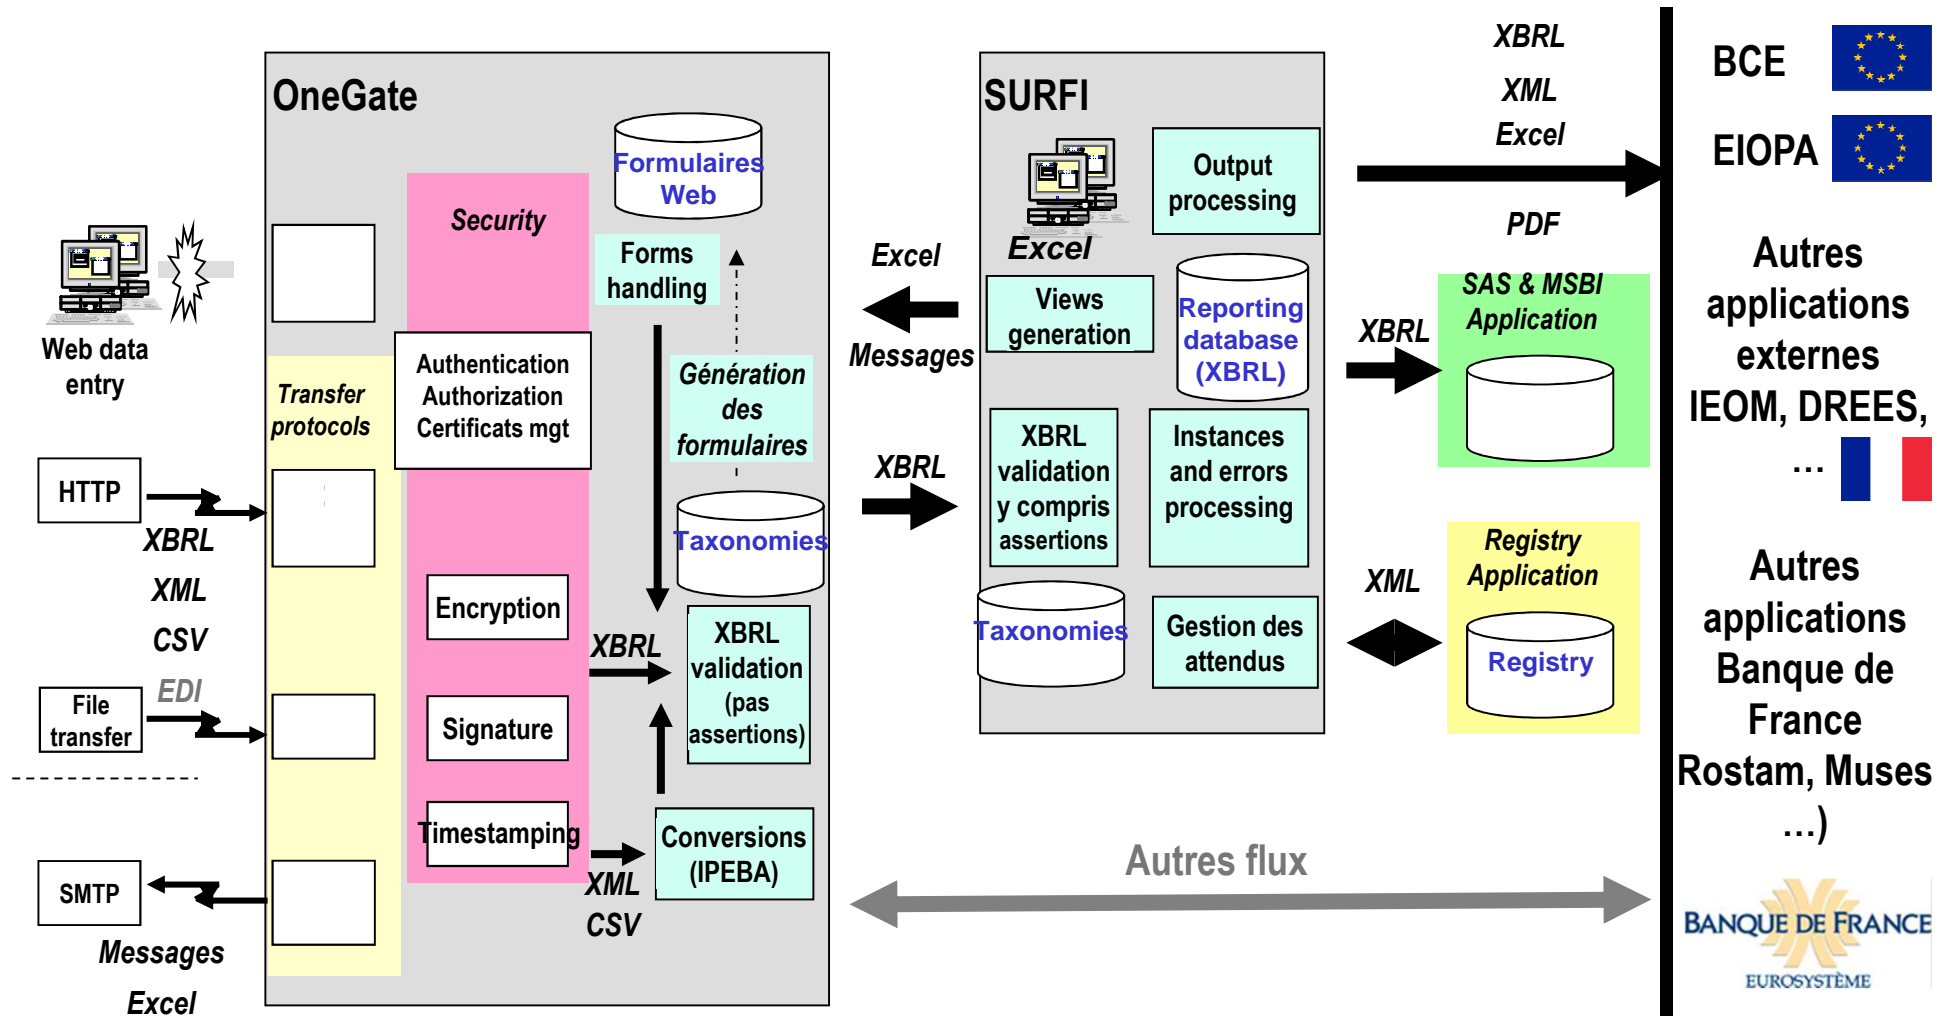 OneGate
Formulaires
Web
Security
Forms
handling
Web data
entry
Transfer
protocols
Authentication
Authorization
Certificats mgt
Génération
des
formulaires
HTTP
XBRL
XML
CSV
EDI
File
transfer
SMTP
Messages
Excel
Encryption
Signature
Timestamping
XBRL
XML
CSV
Taxonomies
XBRL
validation
(pas
assertions)
Conversions
(IPEBA)
Excel
Messages
XBRL
SURFI
Excel
Output
processing
Views
generation
Reporting
database
(XBRL)
XBRL
validation
y compris
assertions
Instances
and errors
processing
Taxonomies
Gestion des
attendus
XBRL
XML
Excel
PDF
XBRL
SAS & MSBI
Application
XML
Registry
Application
Registry
Autres flux
BCE
EIOPA
Autres
applications
externes
IEOM, DREES,
...
Autres
applications
Banque de
France
Rostam, Muses
...)
BANQUE DE FRANCE
EUROSYSTÈME